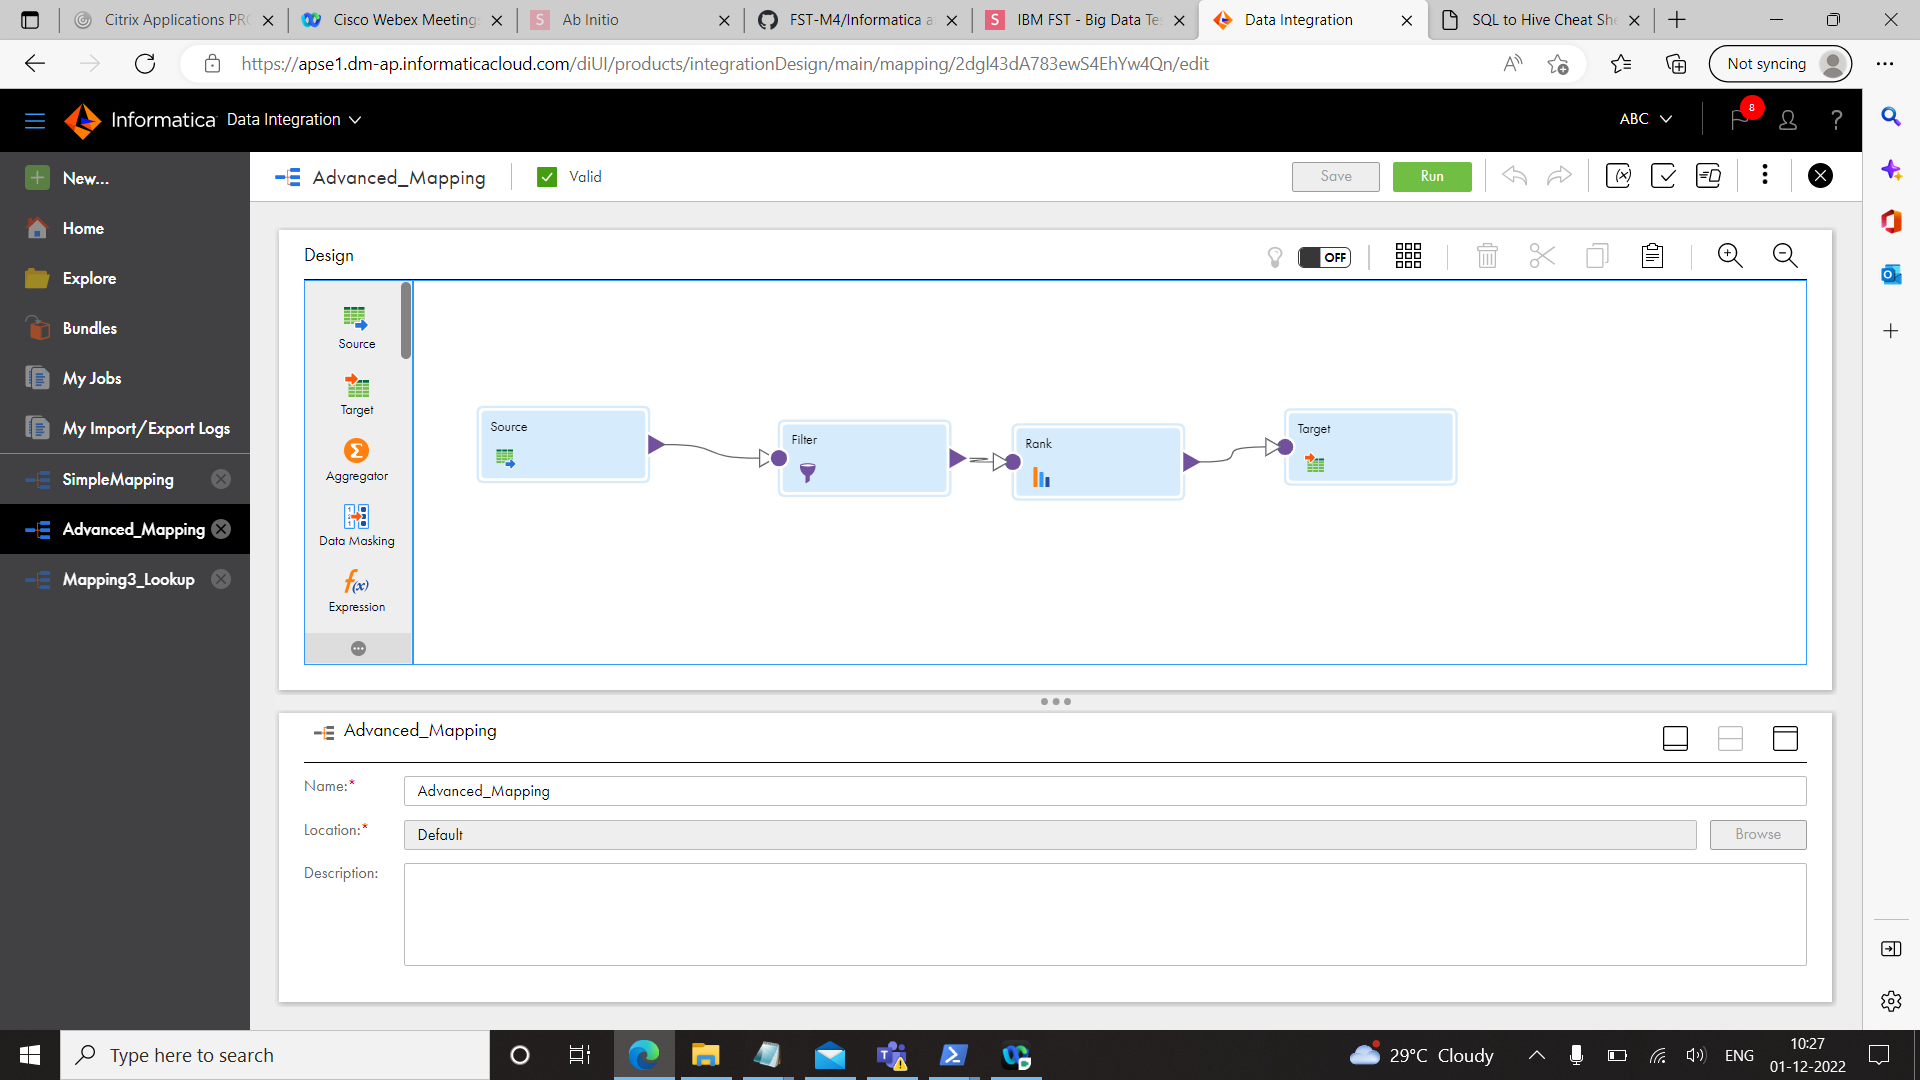 Citrix Applications PRO
Cisco Webex Meetings
Ab Initio
FST-M4/Informatica a
IBM FST - Big Data Te
Data Integration
SQL to Hive Cheat She
https://apse1.dm-ap.informaticacloud.com/diUI/products/integrationDesign/main/mapping/2dgl43dA783ewS4EhYw4Qn/edit
Not syncing
Informatica Data Integration
ABC
8
?
New...
Home
Explore
Bundles
My Jobs
My Import/Export Logs
SimpleMapping
Advanced_Mapping
Mapping3_Lookup
Advanced_Mapping
Valid
Save
Run
Design
OFF
Source
Target
Aggregator
Data Masking
Expression
Source
Filter
Rank
Target
Advanced_Mapping
Name:*
Advanced_Mapping
Location:*
Default
Browse
Description:
Type here to search
29°C Cloudy
ENG
10:27
01-12-2022